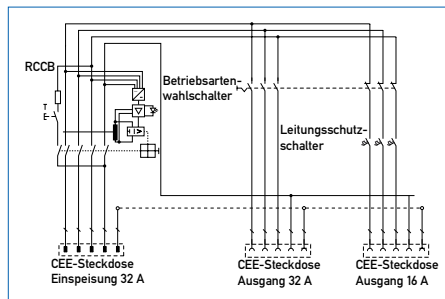 RCCB
T
E
Betriebsarten-
wahlschalter
Leitungsschutz-
schalter
CEE-Steckdose
Einspeisung 32 A
CEE-Steckdose
Ausgang 32 A
CEE-Steckdose
Ausgang 16 A